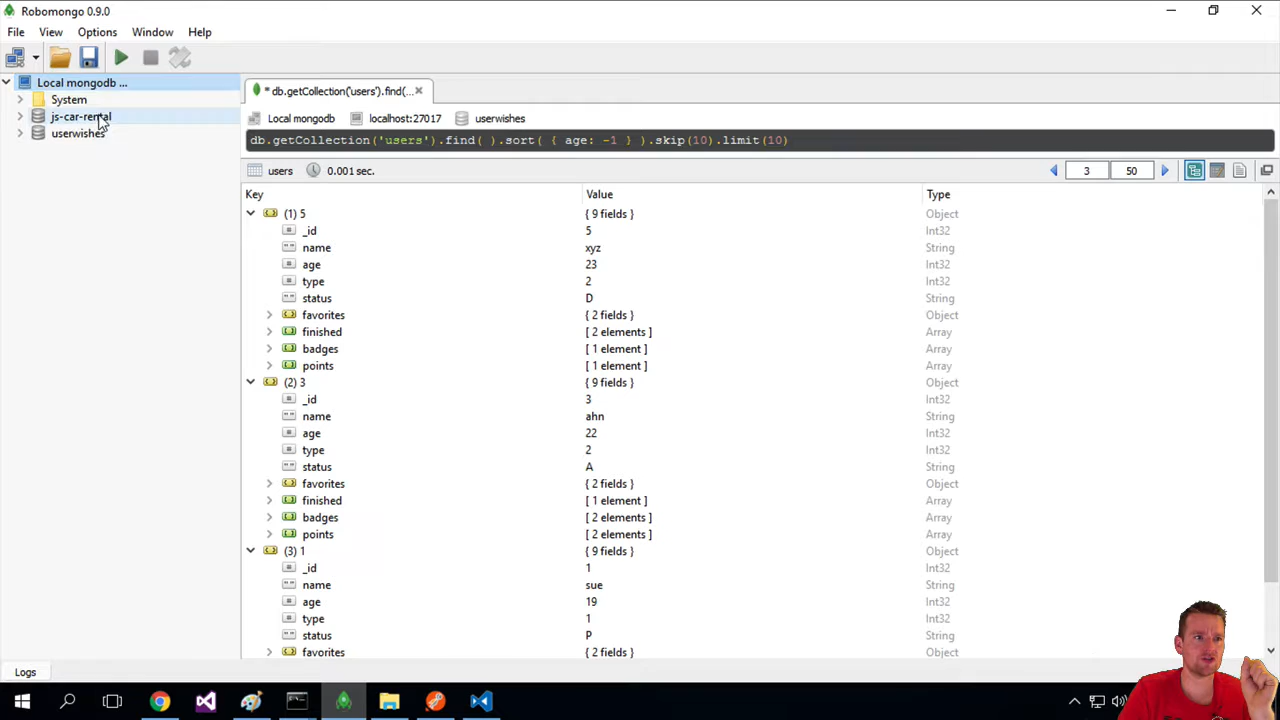 Robomongo 0.9.0
File View Options Window Help
Local mongodb ...
System
js-car-rental
userwishes
* db.getCollection('users').find(...
Local mongodb localhost:27017 userwishes
db.getCollection('users').find( ).sort( { age: -1 } ).skip(10).limit(10)
users 0.001 sec. 3 50
Key Value Type
(1) 5 { 9 fields } Object
_id 5 Int32
name xyz String
age 23 Int32
type 2 Int32
status D String
favorites { 2 fields } Object
finished [ 2 elements ] Array
badges [ 1 element ] Array
points [ 1 element ] Array
(2) 3 { 9 fields } Object
_id 3 Int32
name ahn String
age 22 Int32
type 2 Int32
status A String
favorites { 2 fields } Object
finished [ 1 element ] Array
badges [ 2 elements ] Array
points [ 2 elements ] Array
(3) 1 { 9 fields } Object
_id 1 Int32
name sue String
age 19 Int32
type 1 Int32
status P String
favorites { 2 fields } Object
Logs